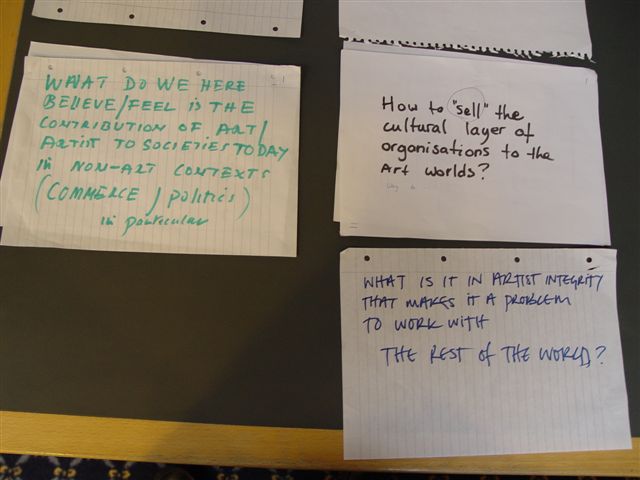 WHAT DO WE HERE
BELIEVE/FEEL IS THE
CONTRIBUTION OF ART/
ARTIST TO SOCIETIES TODAY
in NON-ART CONTEXTS
(COMMERCE / politics)
in particular
How to "sell" the
cultural layer of
organisations to the
Art worlds?
WHAT IS IT IN ARTIST INTEGRITY
THAT MAKES IT A PROBLEM
TO WORK WITH
THE REST OF THE WORLD?